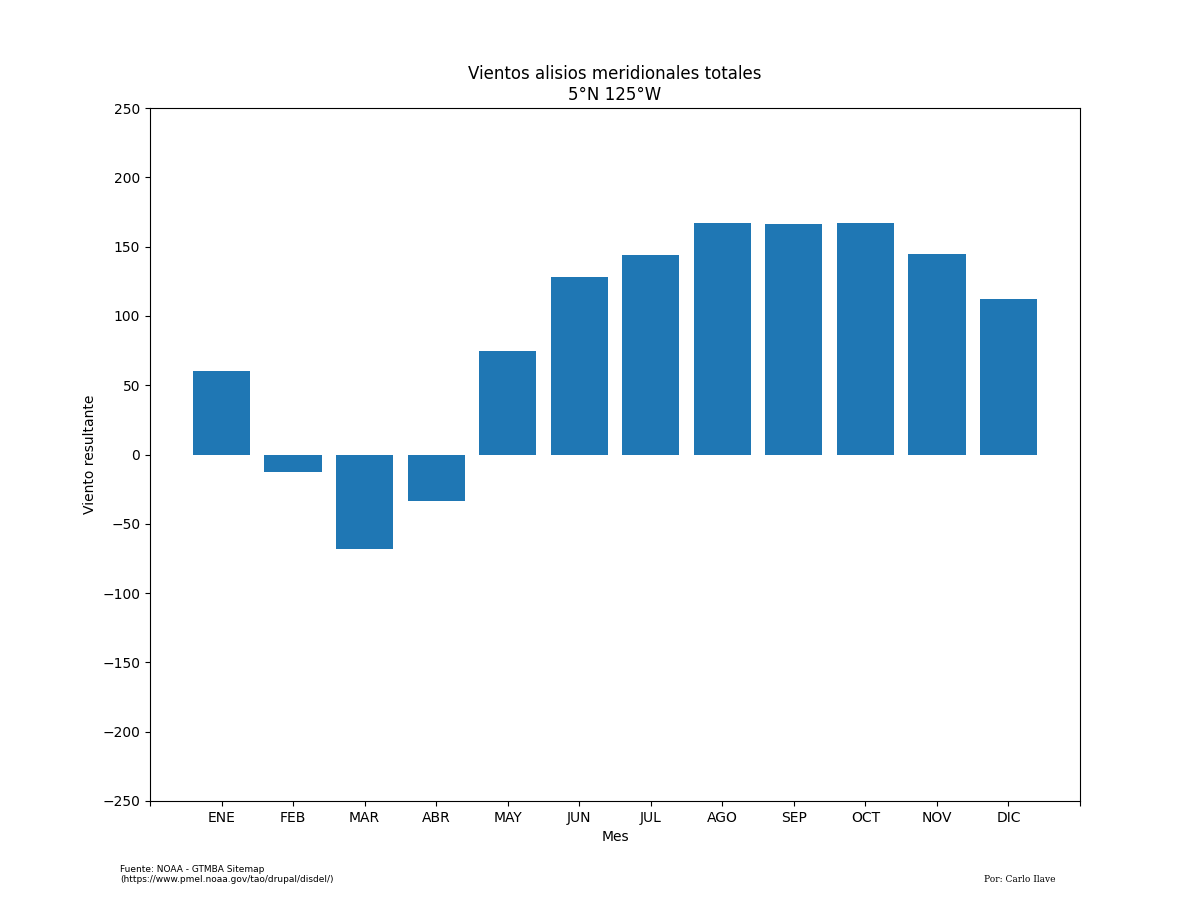 Vientos alisios meridionales totales
5°N 125°W
250
200
150
100
50
0
−50
−100
−150
−200
−250
Viento resultante
ENE FEB MAR ABR MAY JUN JUL AGO SEP OCT NOV DIC
Mes
Fuente: NOAA - GTMBA Sitemap
(https://www.pmel.noaa.gov/tao/drupal/disdel/)
Por: Carlo Ilave